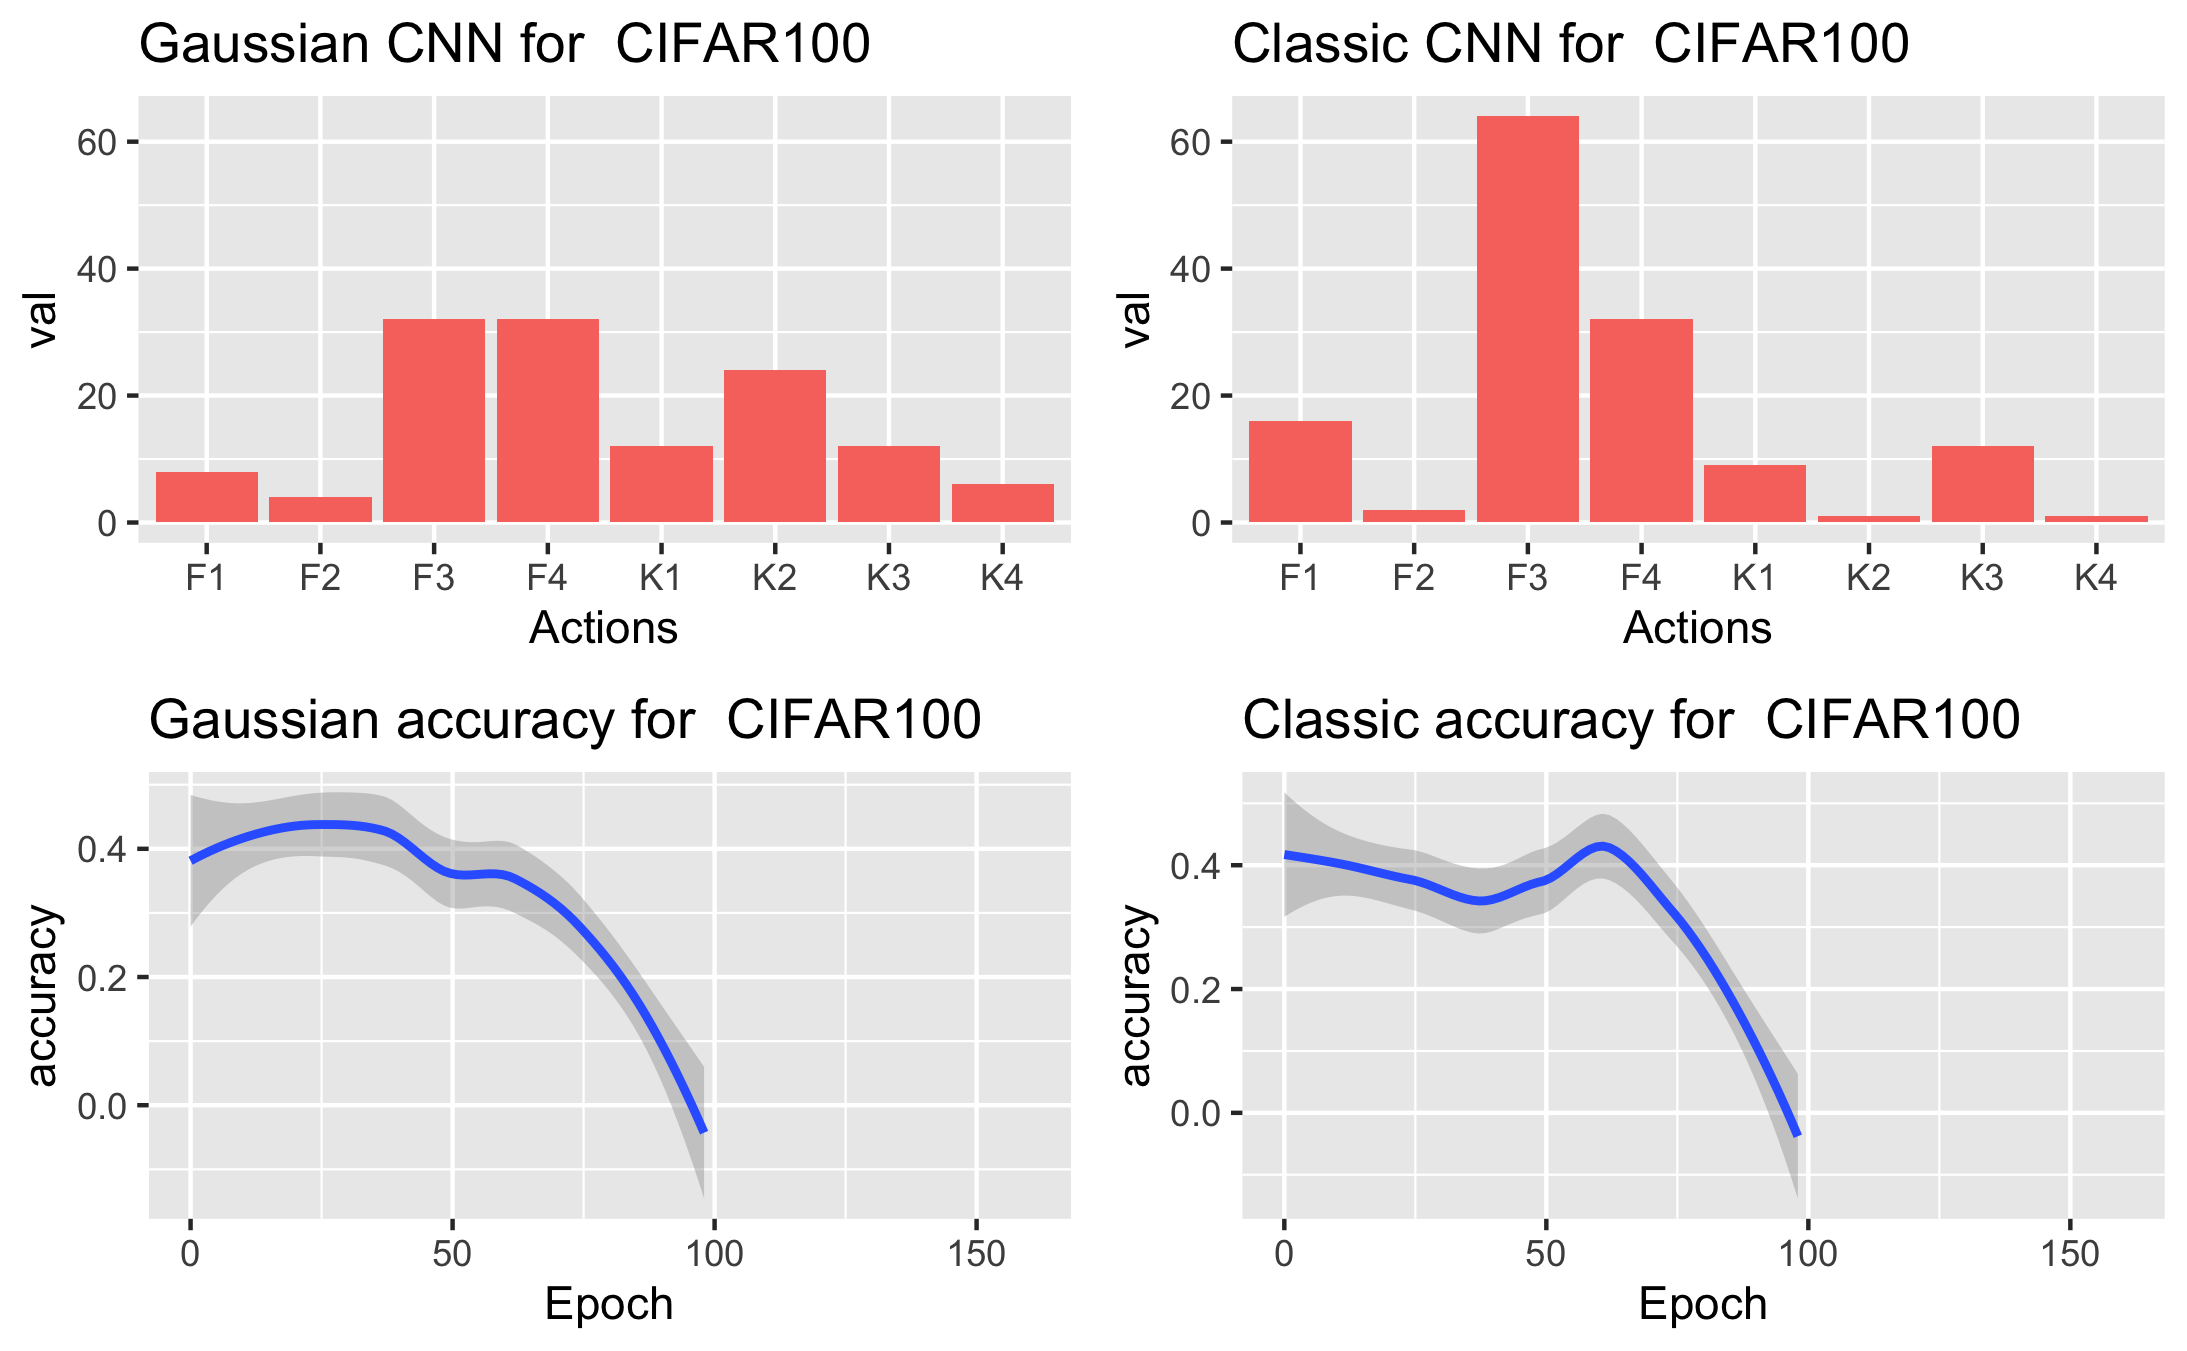 Gaussian CNN for  CIFAR100
60
40
20
0
val
F1 F2 F3 F4 K1 K2 K3 K4
Actions
Classic CNN for  CIFAR100
60
40
20
0
val
F1 F2 F3 F4 K1 K2 K3 K4
Actions
Gaussian accuracy for  CIFAR100
0.4
0.2
0.0
accuracy
0 50 100 150
Epoch
Classic accuracy for  CIFAR100
0.4
0.2
0.0
accuracy
0 50 100 150
Epoch